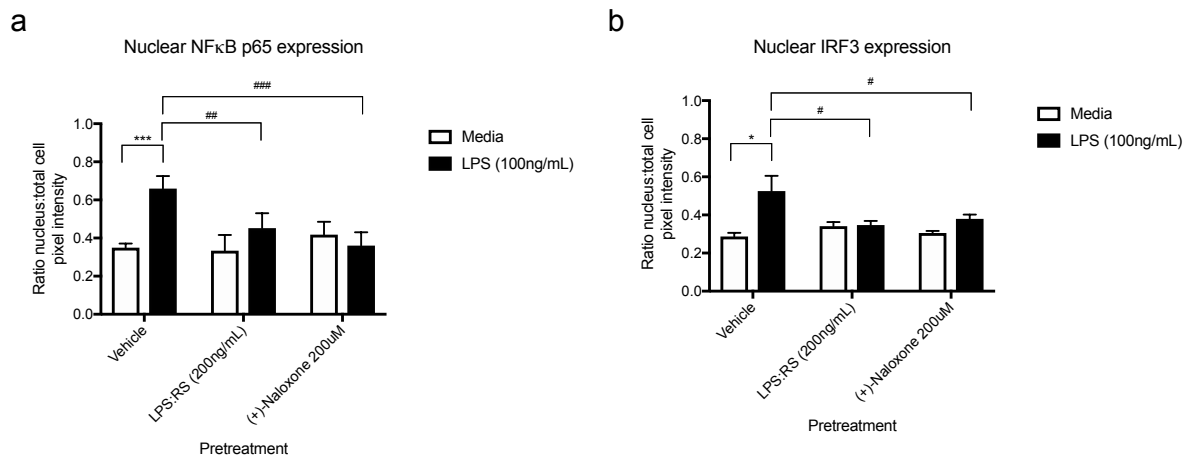 a
Nuclear NFκB p65 expression
###
##
***
1.0
0.8
0.6
0.4
0.2
0.0
Ratio nucleus:total cell
pixel intensity
Media
LPS (100ng/mL)
Vehicle
LPS:RS (200ng/mL)
(+)-Naloxone 200uM
Pretreatment
b
Nuclear IRF3 expression
#
#
*
1.0
0.8
0.6
0.4
0.2
0.0
Ratio nucleus:total cell
pixel intensity
Media
LPS (100ng/mL)
Vehicle
LPS:RS (200ng/mL)
(+)-Naloxone 200uM
Pretreatment